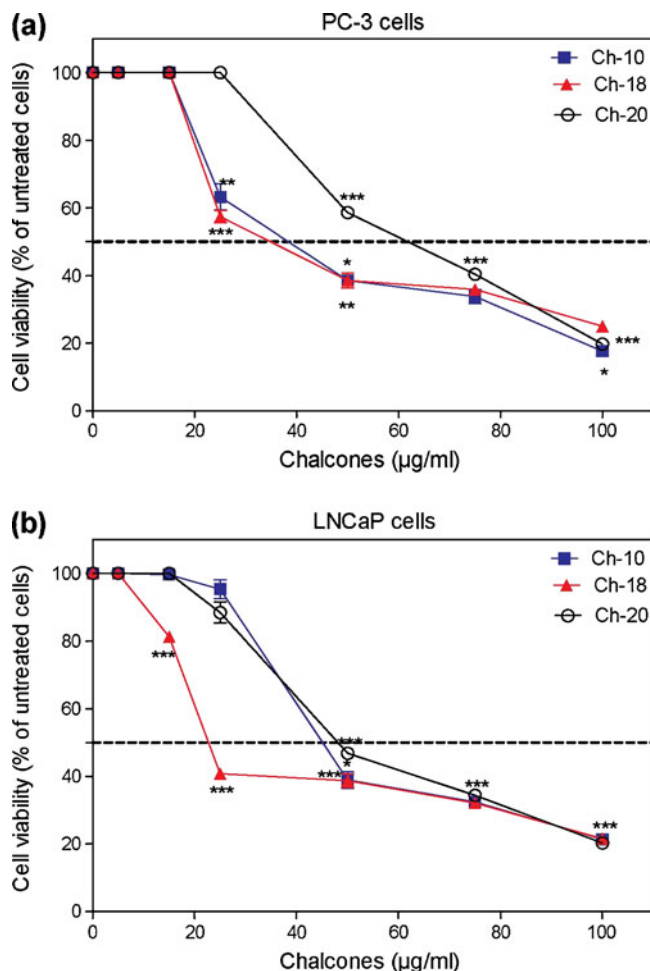 (a)
PC-3 cells
Cell viability (% of untreated cells)
100
80
60
40
20
0
Ch-10
Ch-18
Ch-20
**
***
***
*
**
***
***
*
0 20 40 60 80 100
Chalcones (µg/ml)
(b)
LNCaP cells
Cell viability (% of untreated cells)
100
80
60
40
20
0
Ch-10
Ch-18
Ch-20
***
***
***
*
***
***
***
0 20 40 60 80 100
Chalcones (µg/ml)